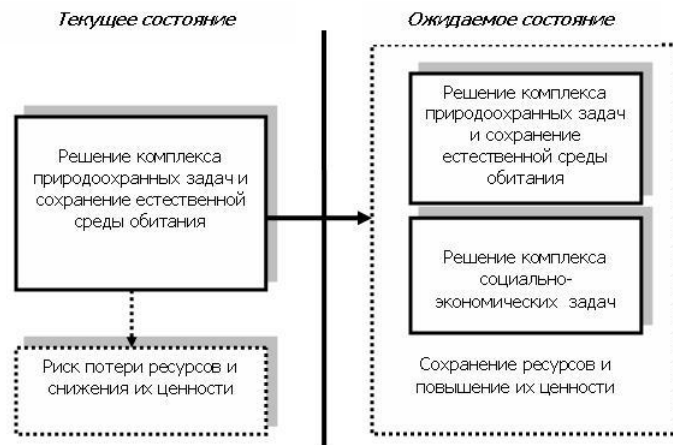 Текущее состояние
Решение комплекса
природоохранных задач и
сохранение естественной
среды обитания
Риск потери ресурсов и
снижения их ценности
Ожидаемое состояние
Решение комплекса
природоохранных задач
и сохранение
естественной среды
обитания
Решение комплекса
социально-
экономических задач
Сохранение ресурсов и
повышение их ценности